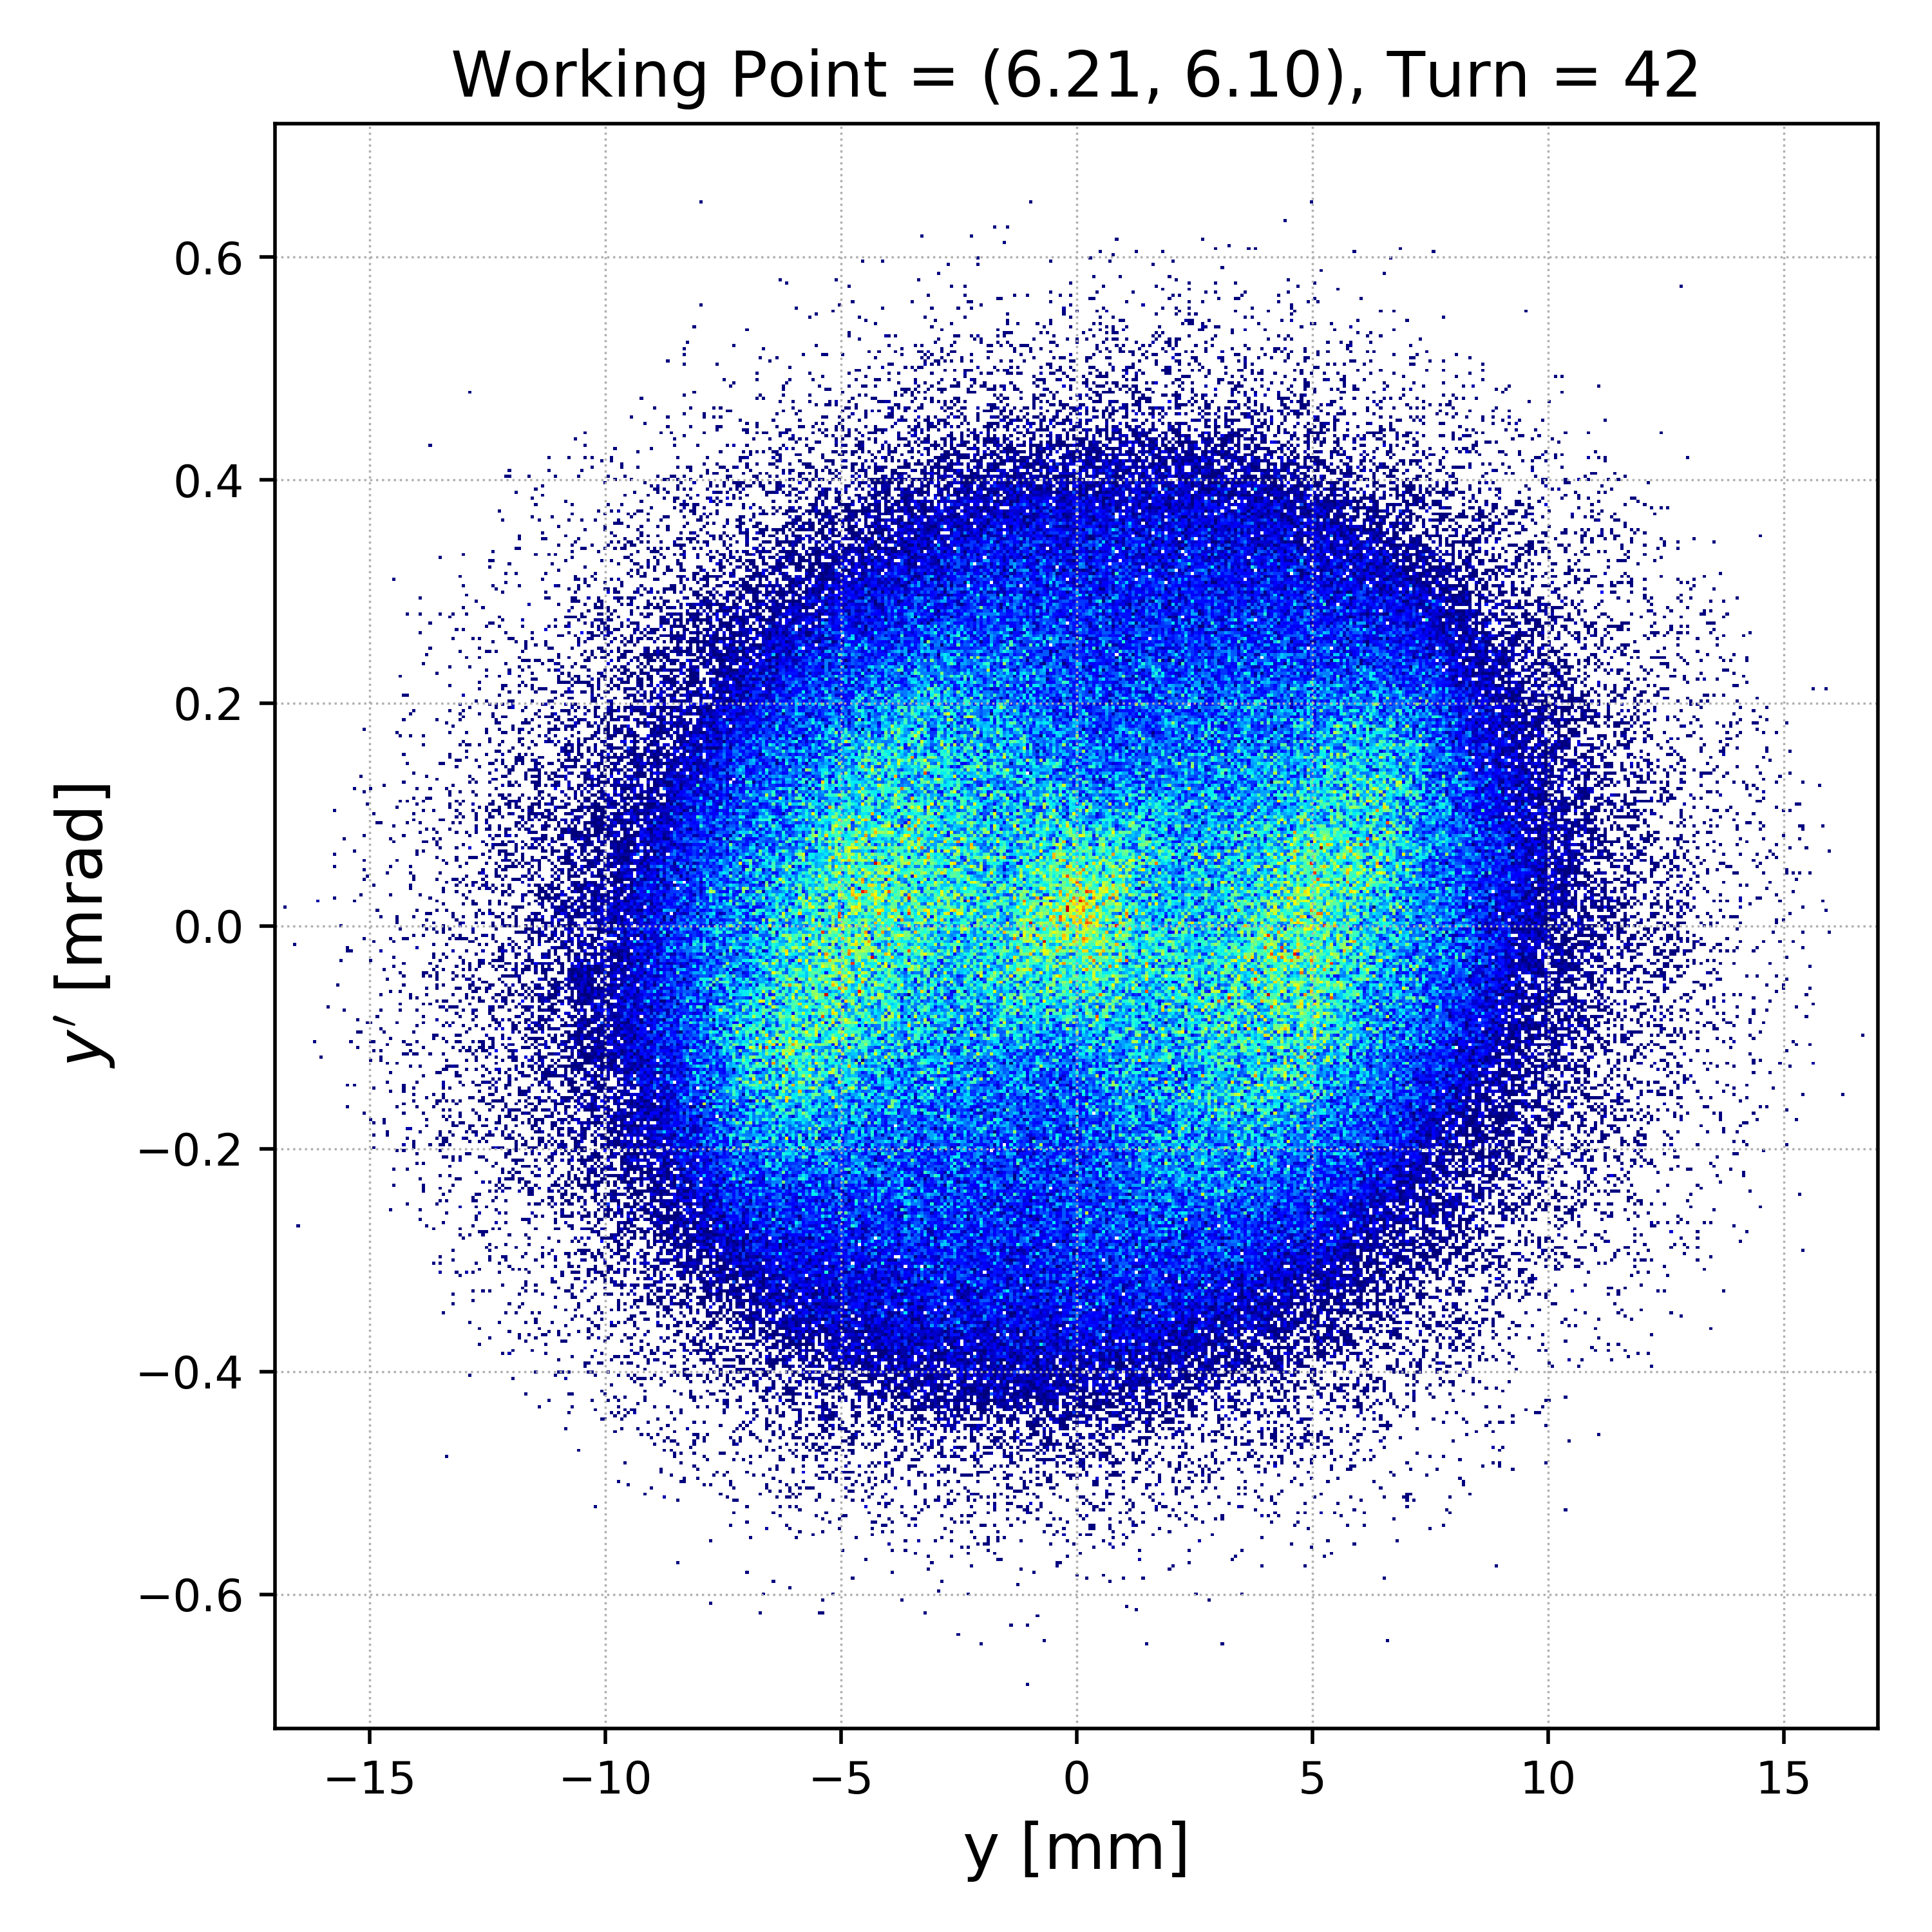 Working Point = (6.21, 6.10), Turn = 42
0.6
0.4
0.2
0.0
−0.2
−0.4
−0.6
y′ [mrad]
−15 −10 −5 0 5 10 15
y [mm]